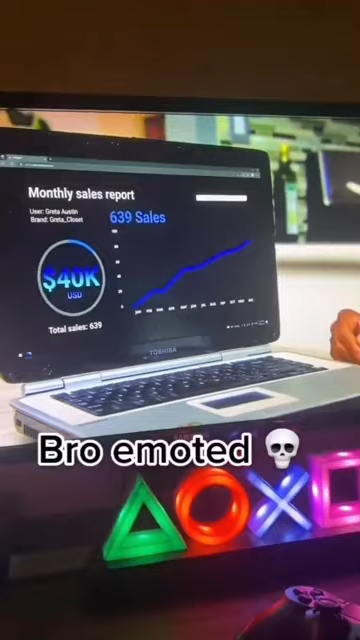 Monthly sales report
User: Greta Austin
Brand: Greta_Closet
639 Sales
$40K
USD
Total sales: 639
TOSHIBA
Bro emoted 💀